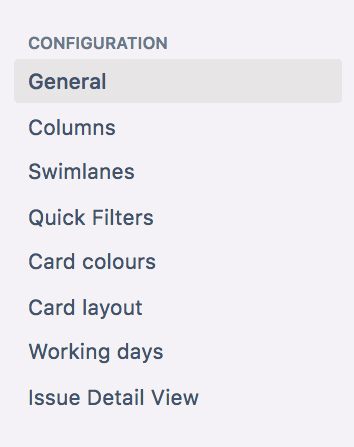 CONFIGURATION
General
Columns
Swimlanes
Quick Filters
Card colours
Card layout
Working days
Issue Detail View